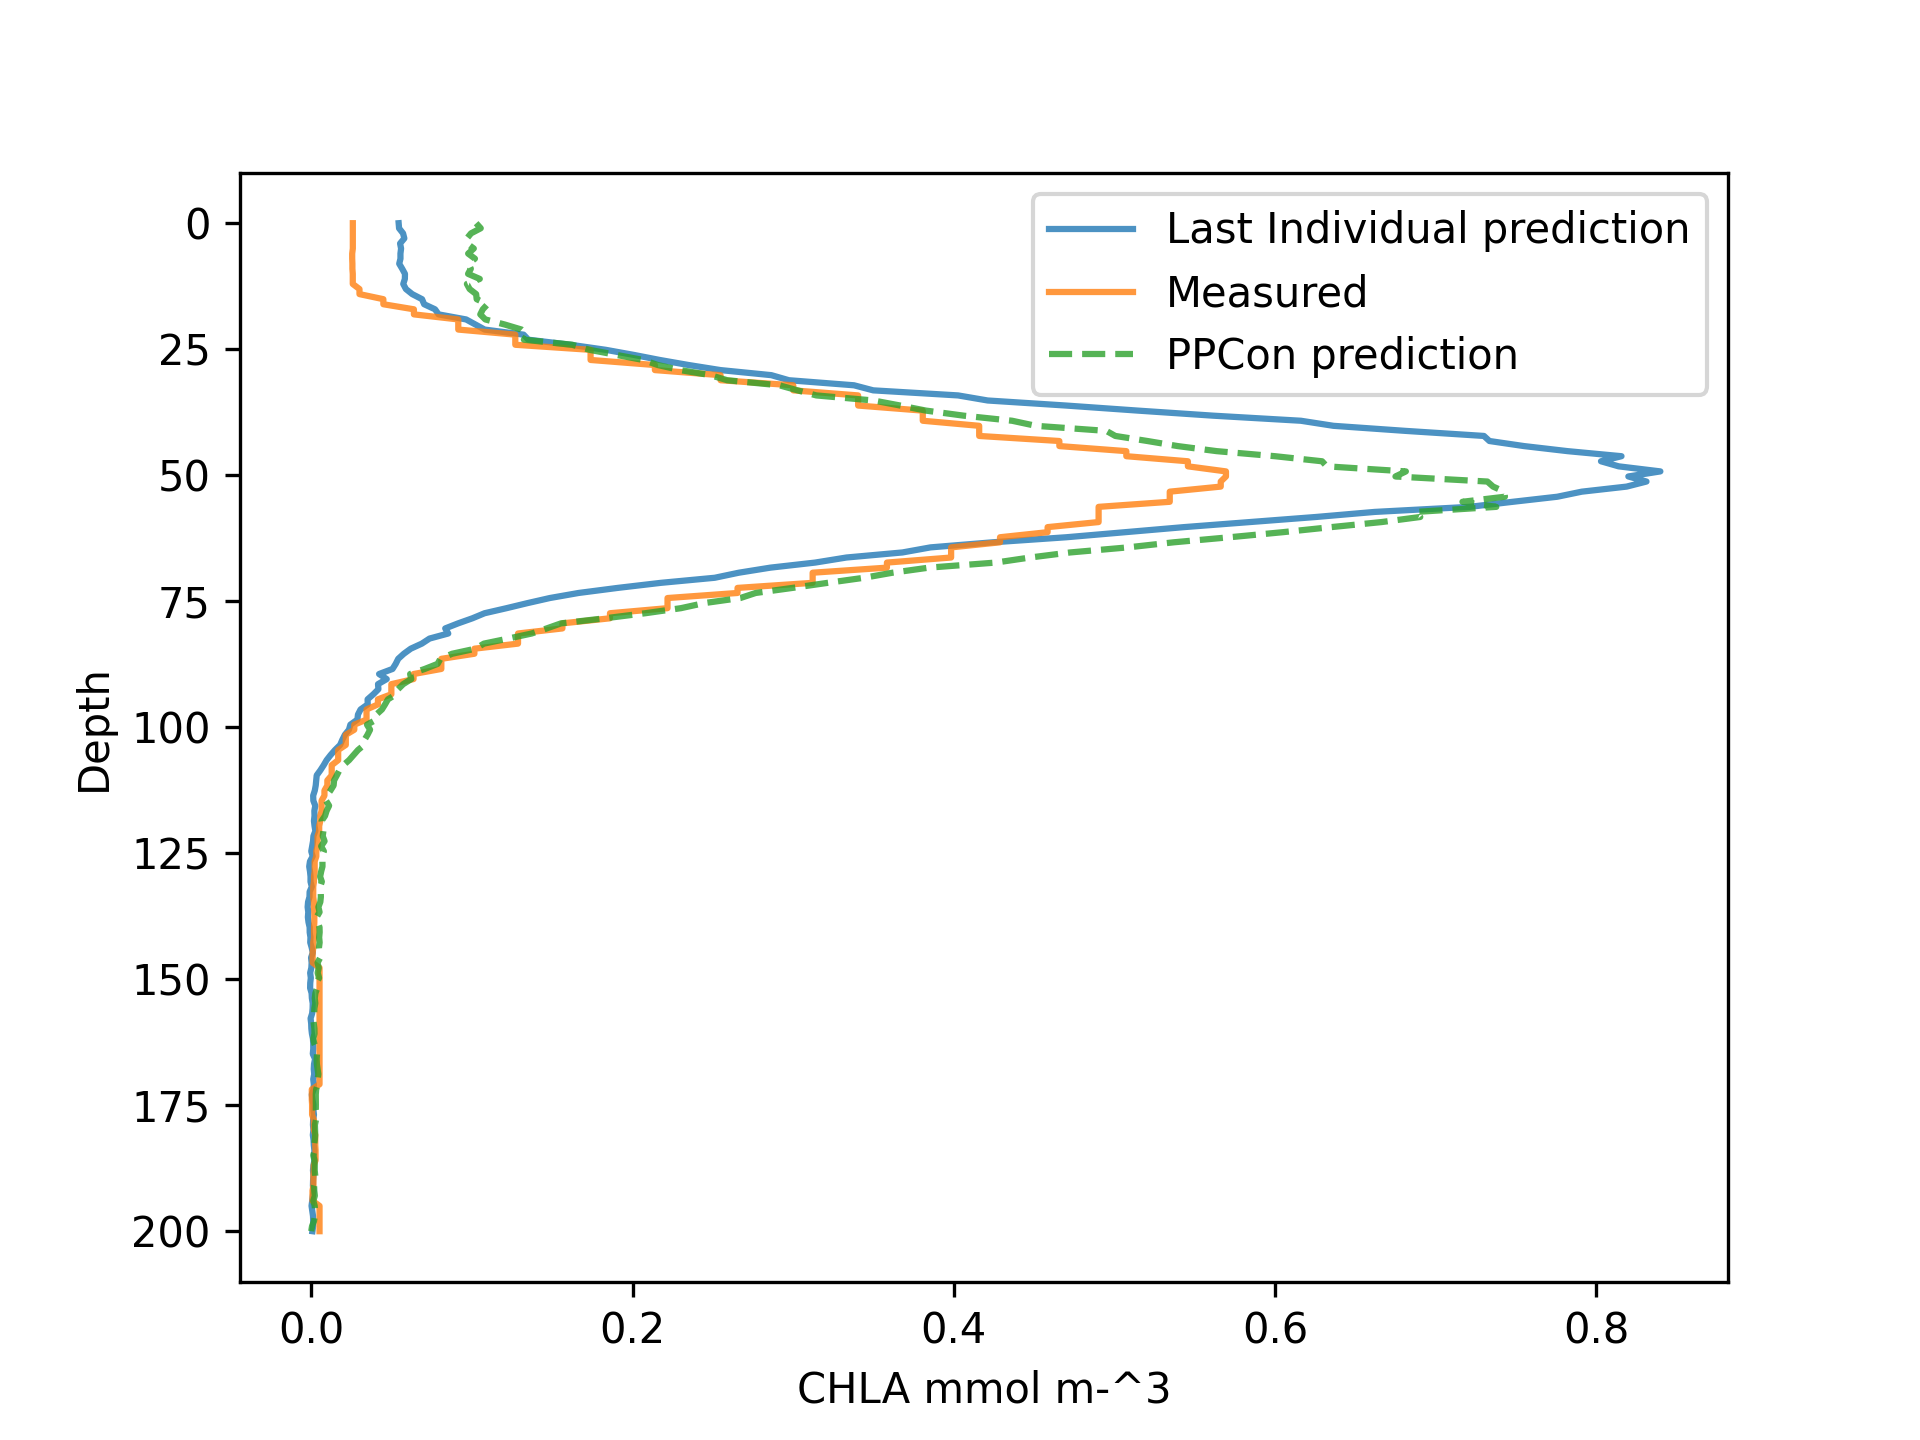 Last Individual prediction
Measured
PPCon prediction
0
25
50
75
100
125
150
175
200
Depth
0.0 0.2 0.4 0.6 0.8
CHLA mmol m-^3